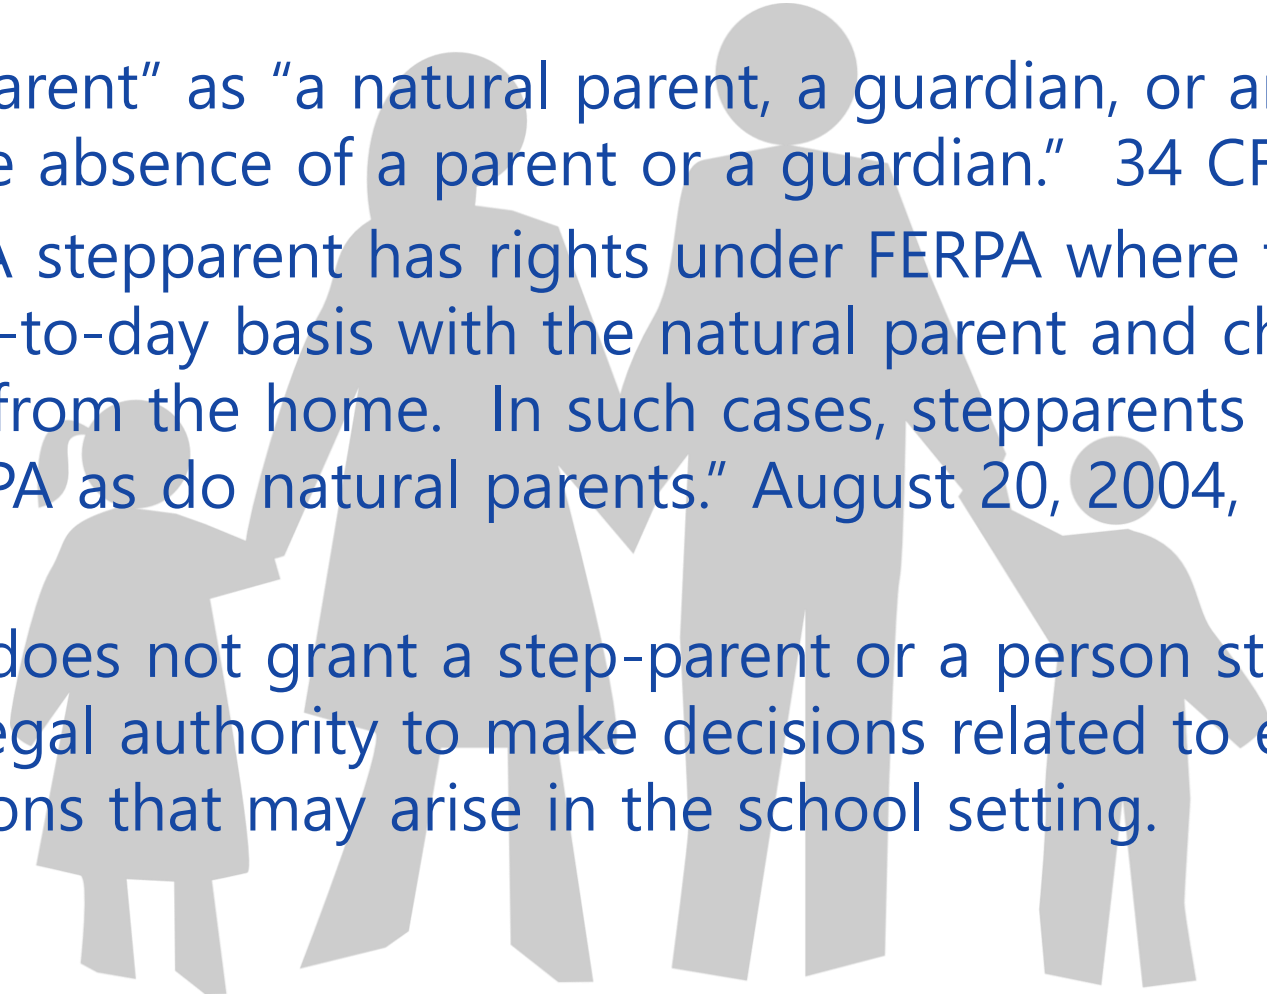 arent” as “a natural parent, a guardian, or a
e absence of a parent or a guardian.” 34 CF
A stepparent has rights under FERPA where
-to-day basis with the natural parent and ch
from the home. In such cases, stepparents
PA as do natural parents.” August 20, 2004,
does not grant a step-parent or a person st
egal authority to make decisions related to e
ons that may arise in the school setting.